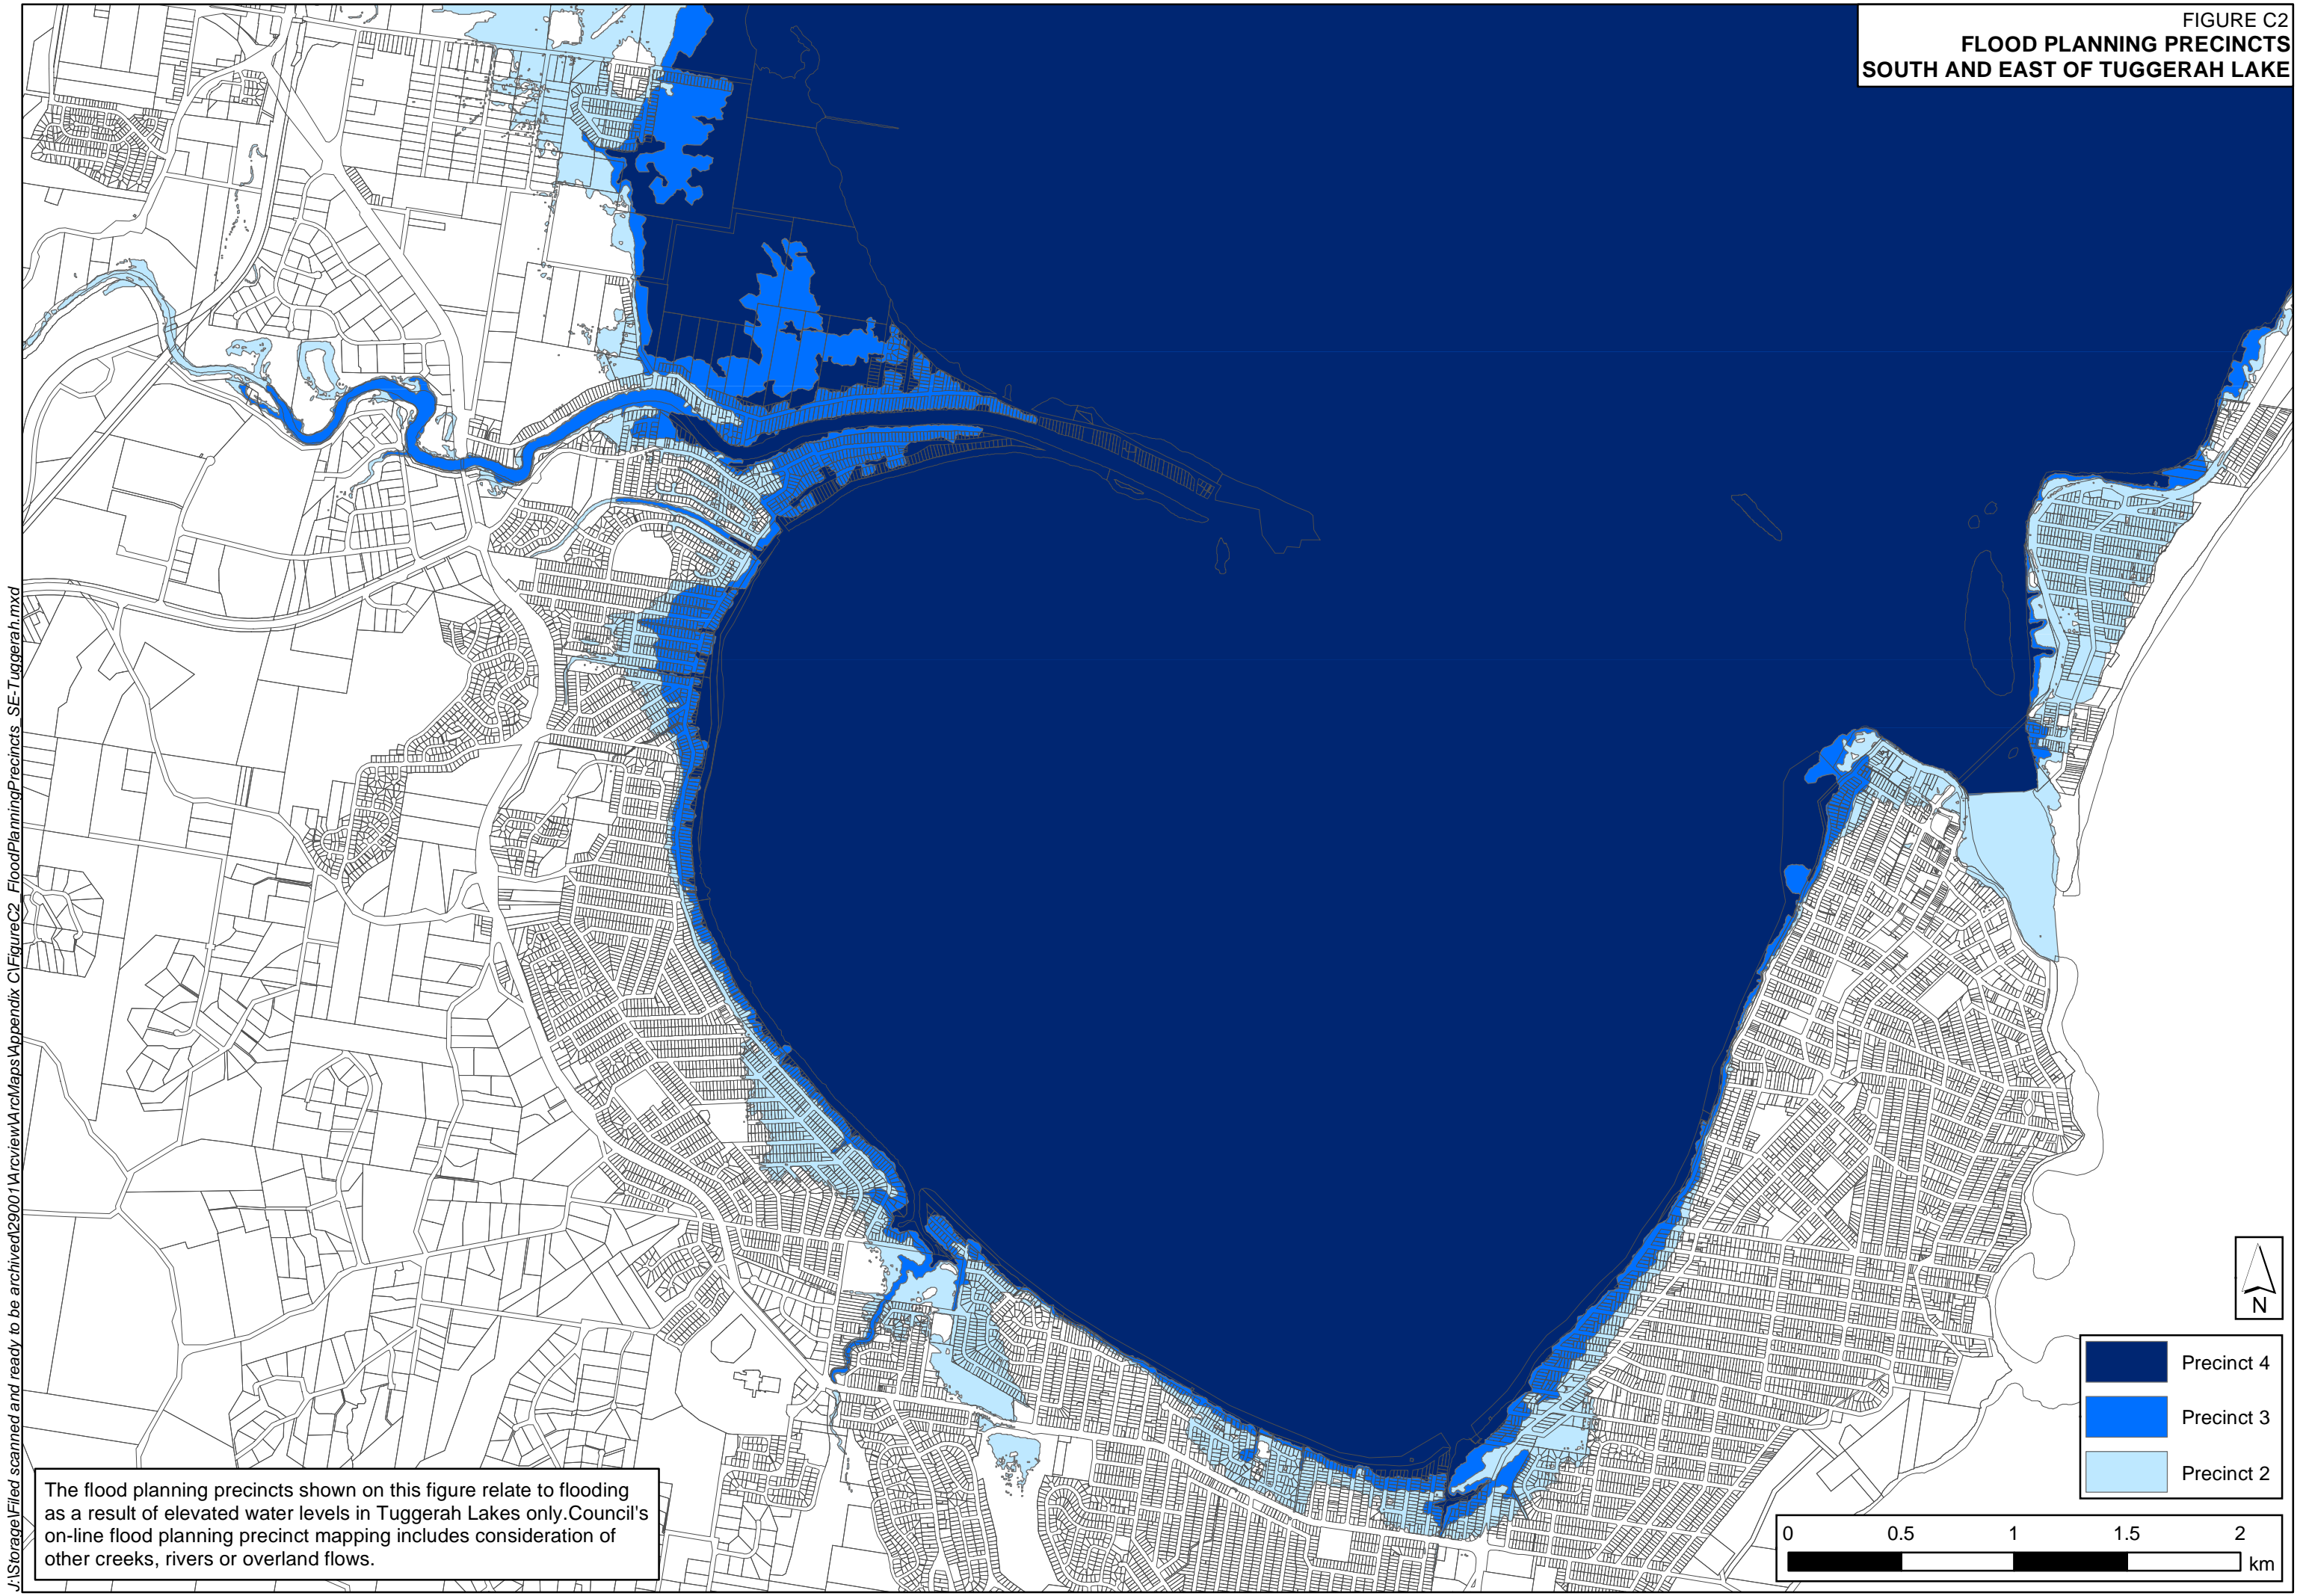 FIGURE C2
FLOOD PLANNING PRECINCTS
SOUTH AND EAST OF TUGGERAH LAKE
J:\Storage\Filed scanned and ready to be archived\29001\Arcview\ArcMaps\Appendix C\FigureC2_FloodPlanningPrecincts_SE-Tuggerah.mxd
N
Precinct 4
Precinct 3
Precinct 2
The flood planning precincts shown on this figure relate to flooding
as a result of elevated water levels in Tuggerah Lakes only.Council's
on-line flood planning precinct mapping includes consideration of
other creeks, rivers or overland flows.
0 0.5 1 1.5 2
km